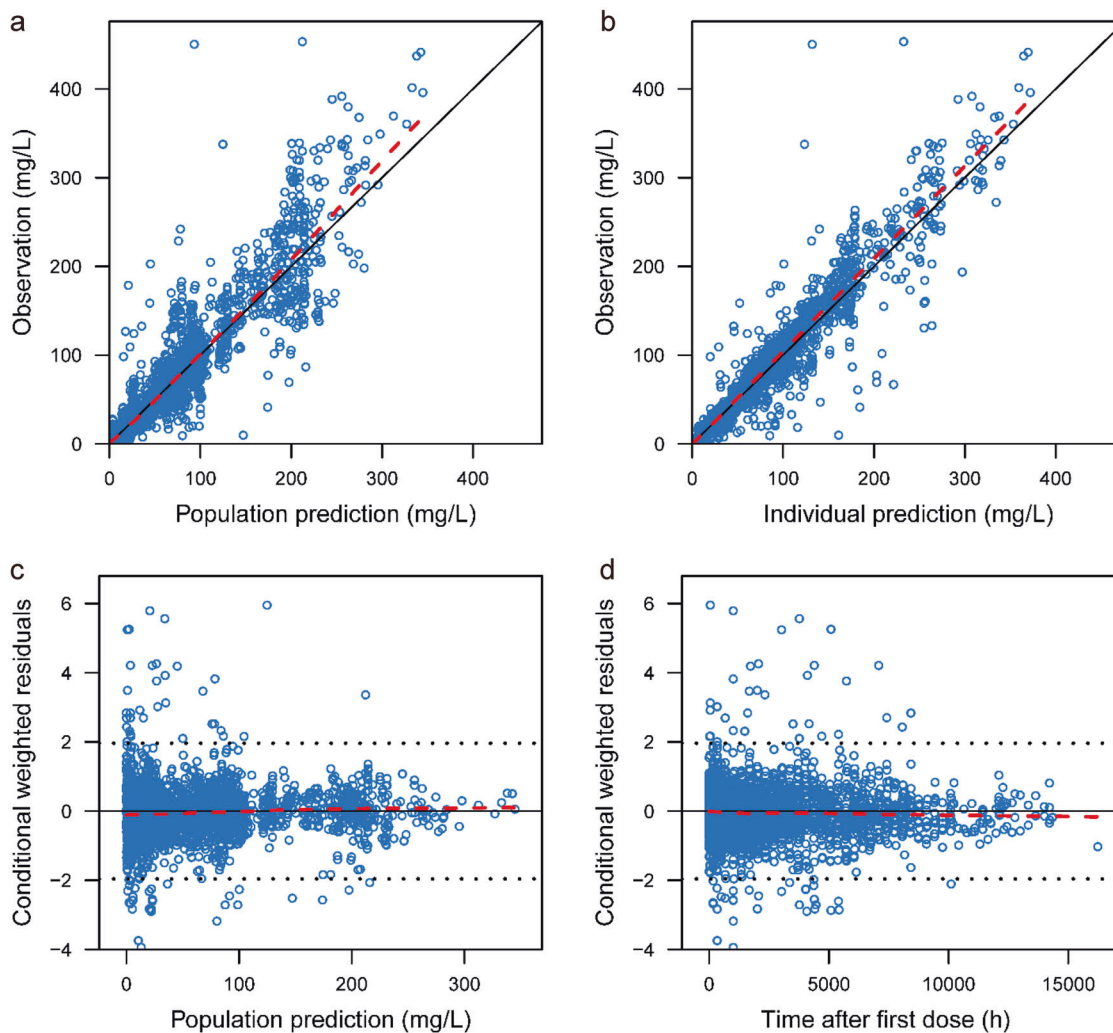 a
b
Observation (mg/L)
400
300
200
100
0
0 100 200 300 400
Population prediction (mg/L)
Observation (mg/L)
400
300
200
100
0
0 100 200 300 400
Individual prediction (mg/L)
c
d
Conditional weighted residuals
6
4
2
0
−2
−4
0 100 200 300
Population prediction (mg/L)
Conditional weighted residuals
6
4
2
0
−2
−4
0 5000 10000 15000
Time after first dose (h)